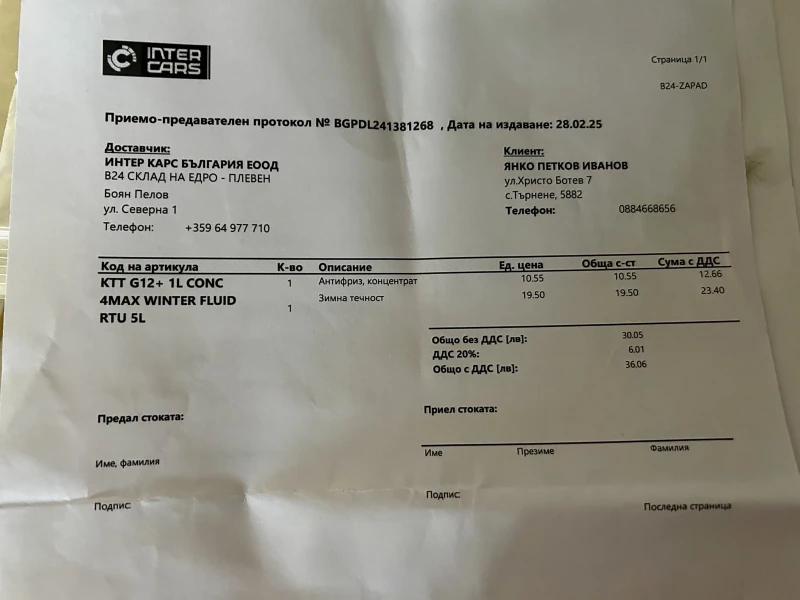 INTER CARS
Страница 1/1
B24-ZAPAD
Приемо-предавателен протокол № BGPDL241381268 , Дата на издаване: 28.02.25
Доставчик:
ИНТЕР КАРС БЪЛГАРИЯ ЕООД
В24 СКЛАД НА ЕДРО - ПЛЕВЕН
Боян Пелов
ул. Северна 1
Телефон: +359 64 977 710
Клиент:
ЯНКО ПЕТКОВ ИВАНОВ
ул.Христо Ботев 7
с.Търнене, 5882
Телефон: 0884668656
Код на артикула К-во Описание Ед. цена Обща с-ст Сума с ДДС
KTT G12+ 1L CONC 1 Антифриз, концентрат 10.55 10.55 12.66
4MAX WINTER FLUID RTU 5L 1 Зимна течност 19.50 19.50 23.40
Общо без ДДС [лв]: 30.05
ДДС 20%: 6.01
Общо с ДДС [лв]: 36.06
Предал стоката:
Приел стоката:
Име, фамилия
Име Презиме Фамилия
Подпис:
Подпис:
Последна страница